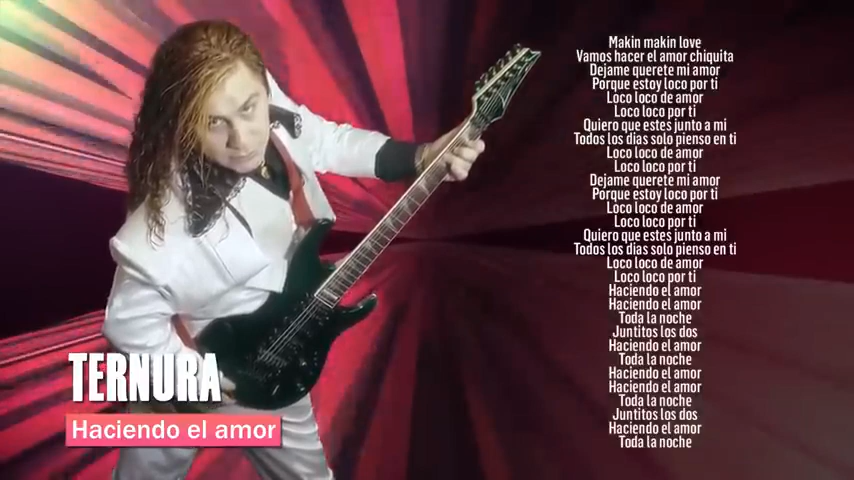 Makin makin love
Vamos hacer el amor chiquita
Dejame querete mi amor
Porque estoy loco por ti
Loco loco de amor
Loco loco por ti
Quiero que estes junto a mi
Todos los dias solo pienso en ti
Loco loco de amor
Loco loco por ti
Dejame querete mi amor
Porque estoy loco por ti
Loco loco de amor
Loco loco por ti
Quiero que estes junto a mi
Todos los dias solo pienso en ti
Loco loco de amor
Loco loco por ti
Haciendo el amor
Haciendo el amor
Toda la noche
Juntitos los dos
Haciendo el amor
Toda la noche
Haciendo el amor
Haciendo el amor
Toda la noche
Juntitos los dos
Haciendo el amor
Toda la noche
TERNURA
Haciendo el amor